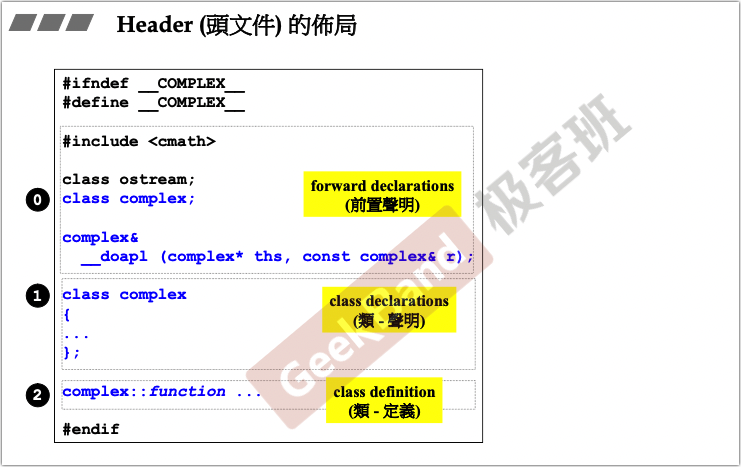 Header (頭文件) 的佈局
#ifndef __COMPLEX__
#define __COMPLEX__
#include <cmath>
class ostream;
class complex;
complex&
__doapl (complex* ths, const complex& r);
0
forward declarations
(前置聲明)
1
class complex
{
...
};
class declarations
(類 - 聲明)
2
complex::function ...
class definition
(類 - 定義)
#endif
GeekBand 极客班